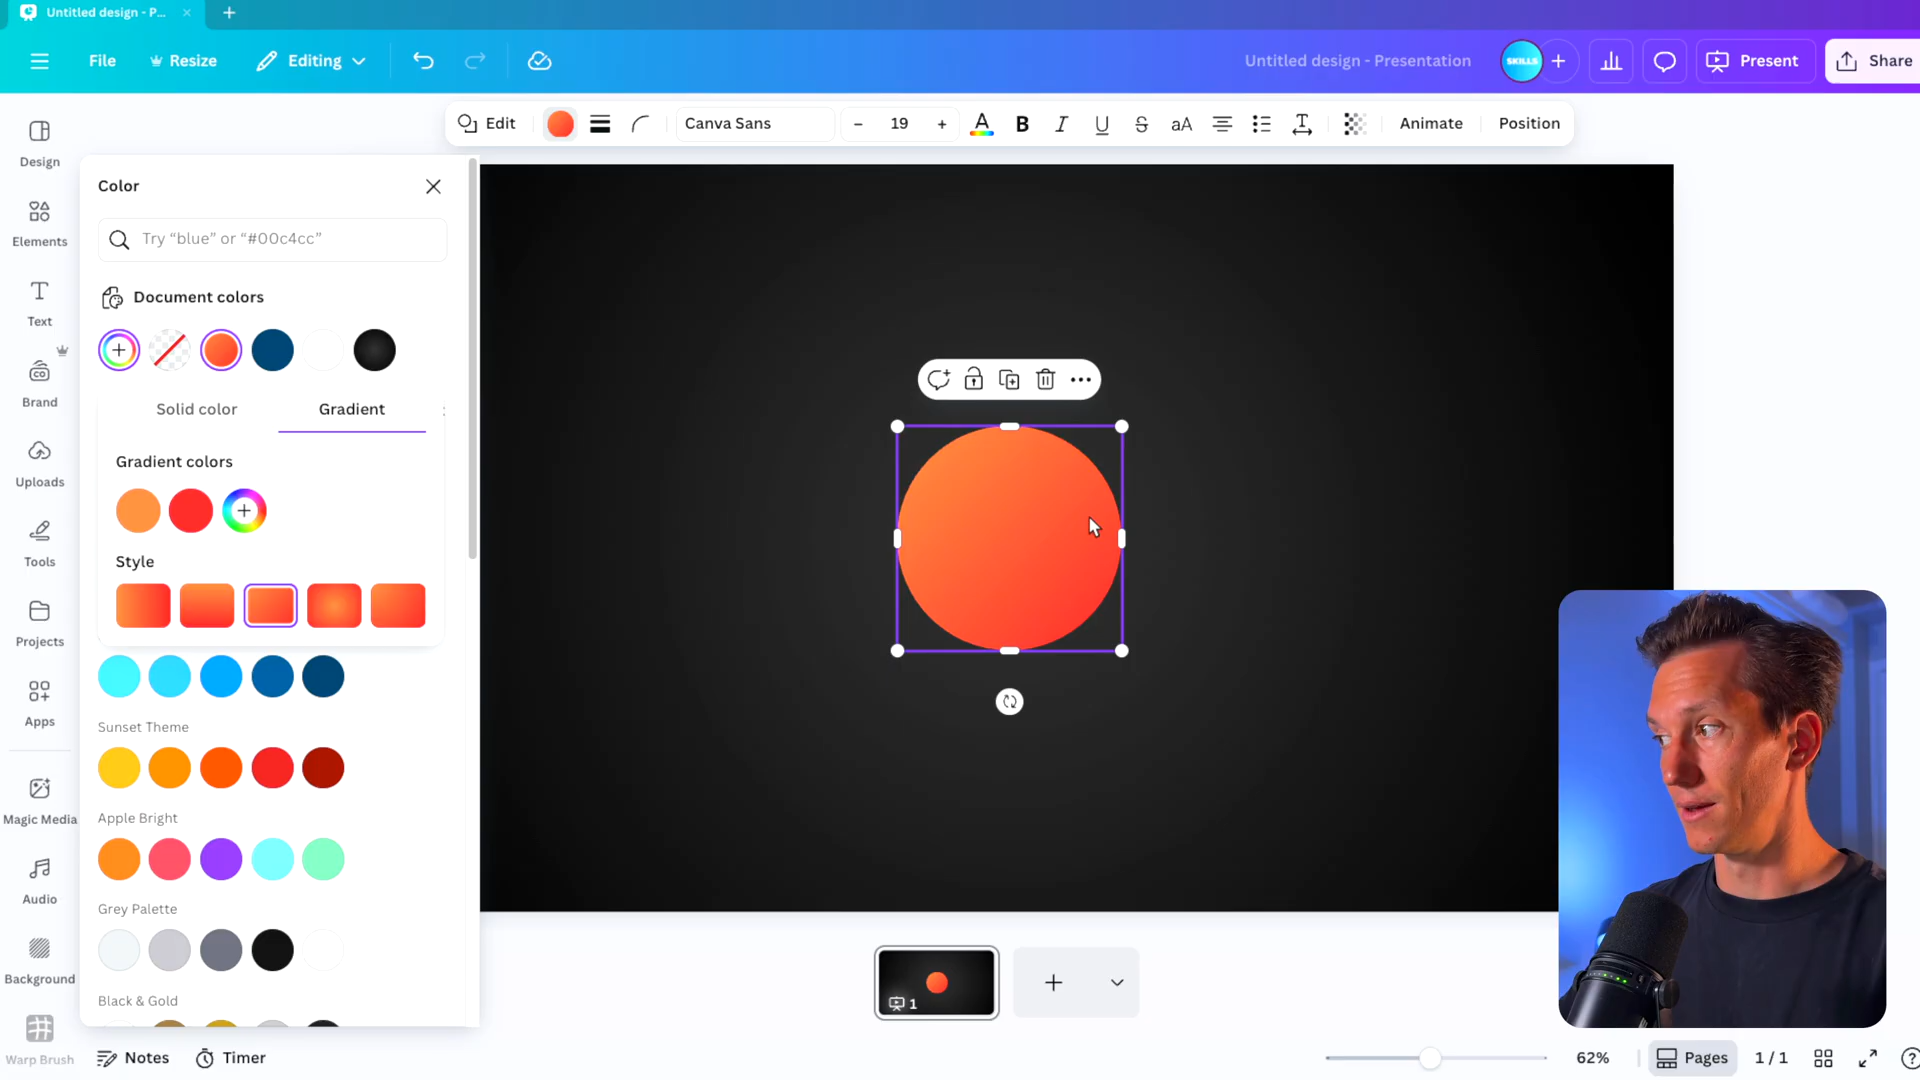 Untitled design - P...
File
Resize
Editing
Untitled design - Presentation
SKILLS
Present
Share
Edit
Canva Sans
19
B
I
U
S
aA
Animate
Position
Design
Elements
Text
Brand
Uploads
Tools
Projects
Apps
Magic Media
Audio
Background
Warp Brush
Color
Try “blue” or “#00c4cc”
Document colors
Solid color
Gradient
Gradient colors
Style
Sunset Theme
Apple Bright
Grey Palette
Black & Gold
1
Notes
Timer
62%
Pages
1 / 1